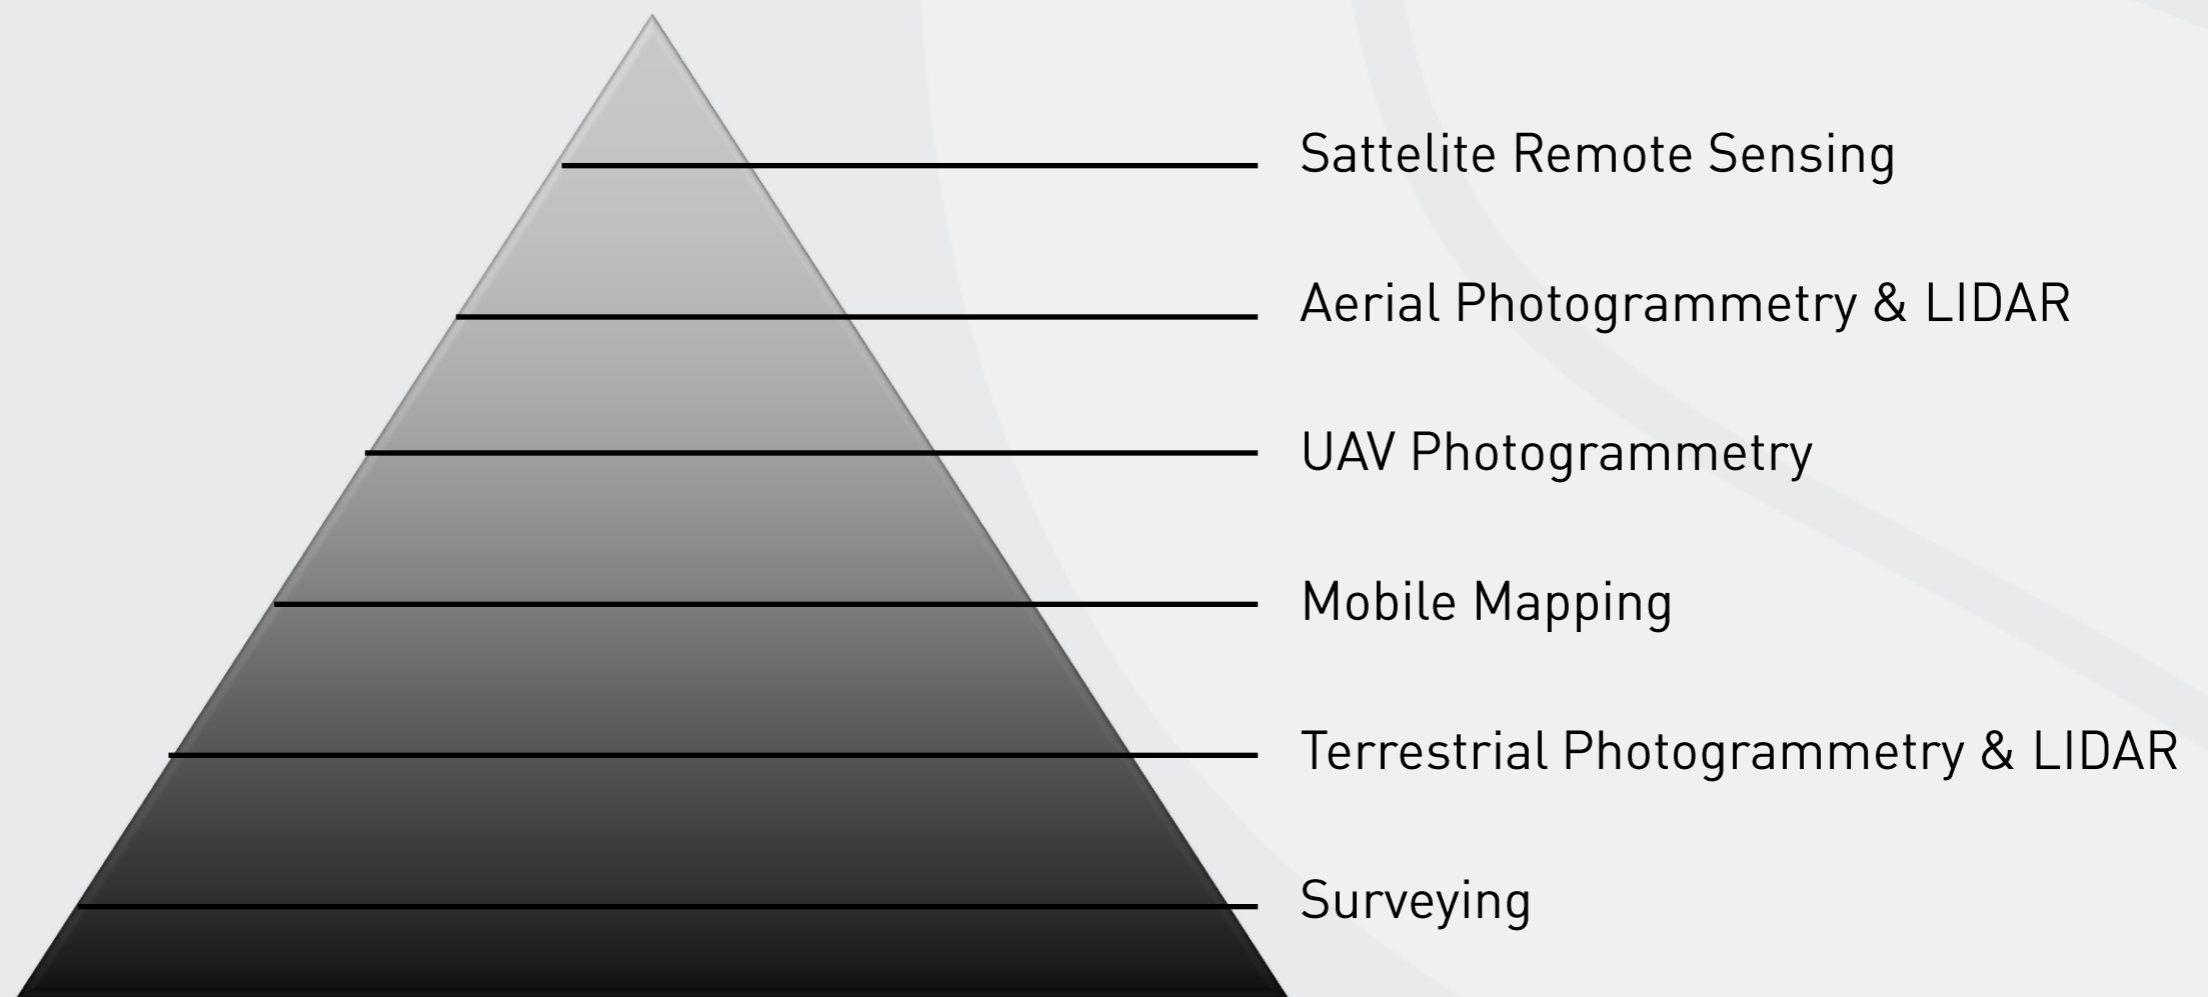 Sattelite Remote Sensing
Aerial Photogrammetry & LIDAR
UAV Photogrammetry
Mobile Mapping
Terrestrial Photogrammetry & LIDAR
Surveying